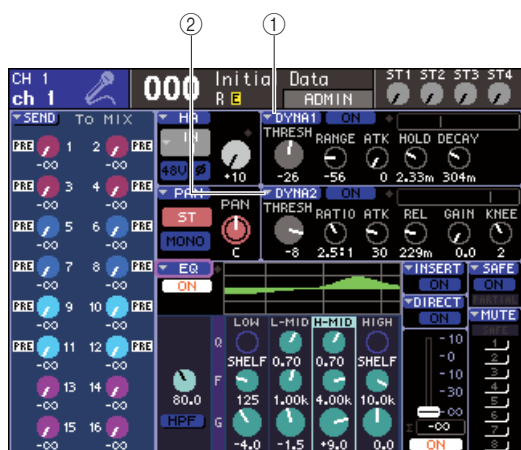 ② ①
CH 1
ch 1
000
Initia Data
R E ADMIN
ST1 ST2 ST3 ST4
SEND To MIX
PRE 1 2 PRE
-∞ -∞
PRE 3 4 PRE
-∞ -∞
PRE 5 6 PRE
-∞ -∞
PRE 7 8 PRE
-∞ -∞
PRE 9 10 PRE
-∞ -∞
PRE 11 12 PRE
-∞ -∞
13 14
-∞ -∞
15 16
-∞ -∞
HA
IN
48V Ø
+10
PAN
ST
MONO
PAN
C
DYNA1 ON
THRESH RANGE ATK HOLD DECAY
-26 -56 0 2.33m 304m
DYNA2 ON
THRESH RATIO ATK REL GAIN KNEE
-8 2.5:1 30 229m 0.0 2
EQ
ON
LOW L-MID H-MID HIGH
Q SHELF 0.70 0.70 SHELF
80.0
F 125 1.00k 4.00k 10.0k
HPF
G -4.0 -1.5 +9.0 0.0
INSERT
ON
DIRECT
ON
-10
-0
-10
-30
-∞
Σ -∞
ON
SAFE
ON
PARTIAL
MUTE
SAFE
1
2
3
4
5
6
7
8